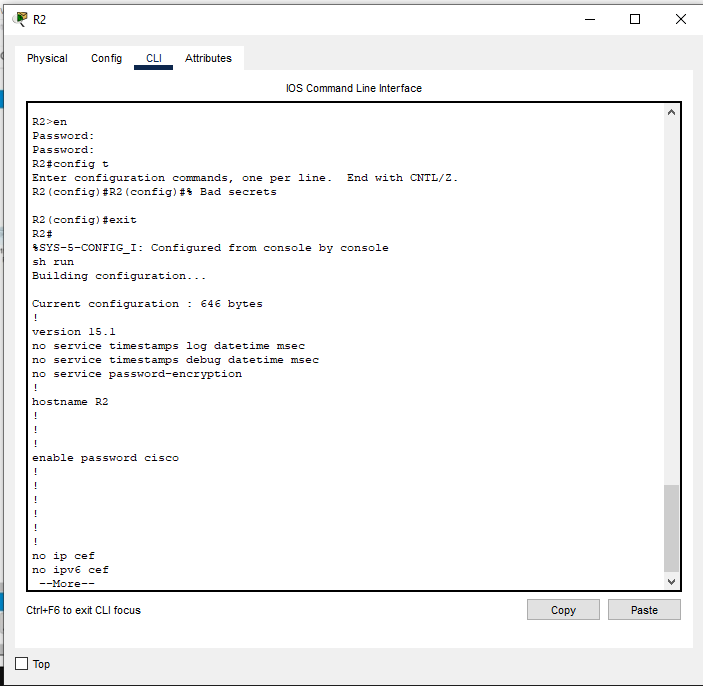 R2
Physical Config CLI Attributes
IOS Command Line Interface
R2>en
Password:
Password:
R2#config t
Enter configuration commands, one per line.  End with CNTL/Z.
R2(config)#R2(config)#% Bad secrets
R2(config)#exit
R2#
%SYS-5-CONFIG_I: Configured from console by console
sh run
Building configuration...
Current configuration : 646 bytes
!
version 15.1
no service timestamps log datetime msec
no service timestamps debug datetime msec
no service password-encryption
!
hostname R2
!
!
!
enable password cisco
!
!
!
!
!
!
no ip cef
no ipv6 cef
 --More--
Ctrl+F6 to exit CLI focus
Copy Paste
Top